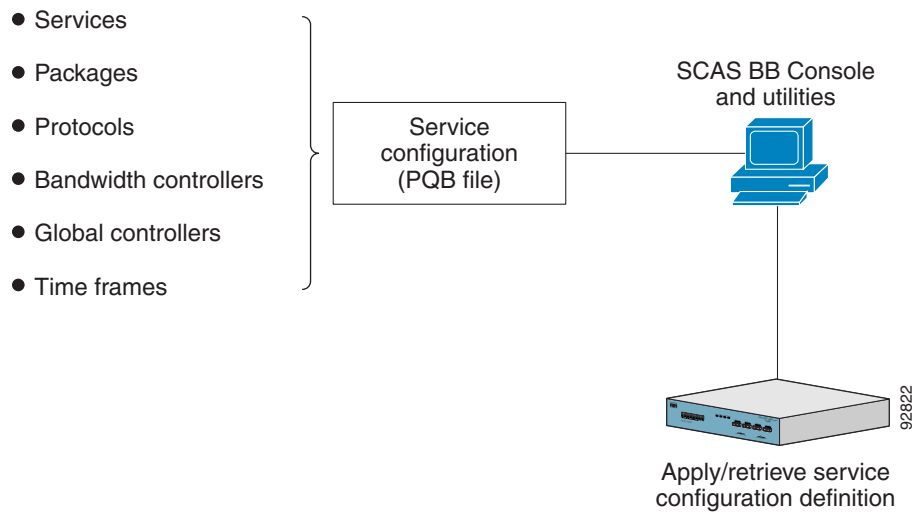 ● Services
● Packages
● Protocols
● Bandwidth controllers
● Global controllers
● Time frames
Service
configuration
(PQB file)
SCAS BB Console
and utilities
92822
Apply/retrieve service
configuration definition